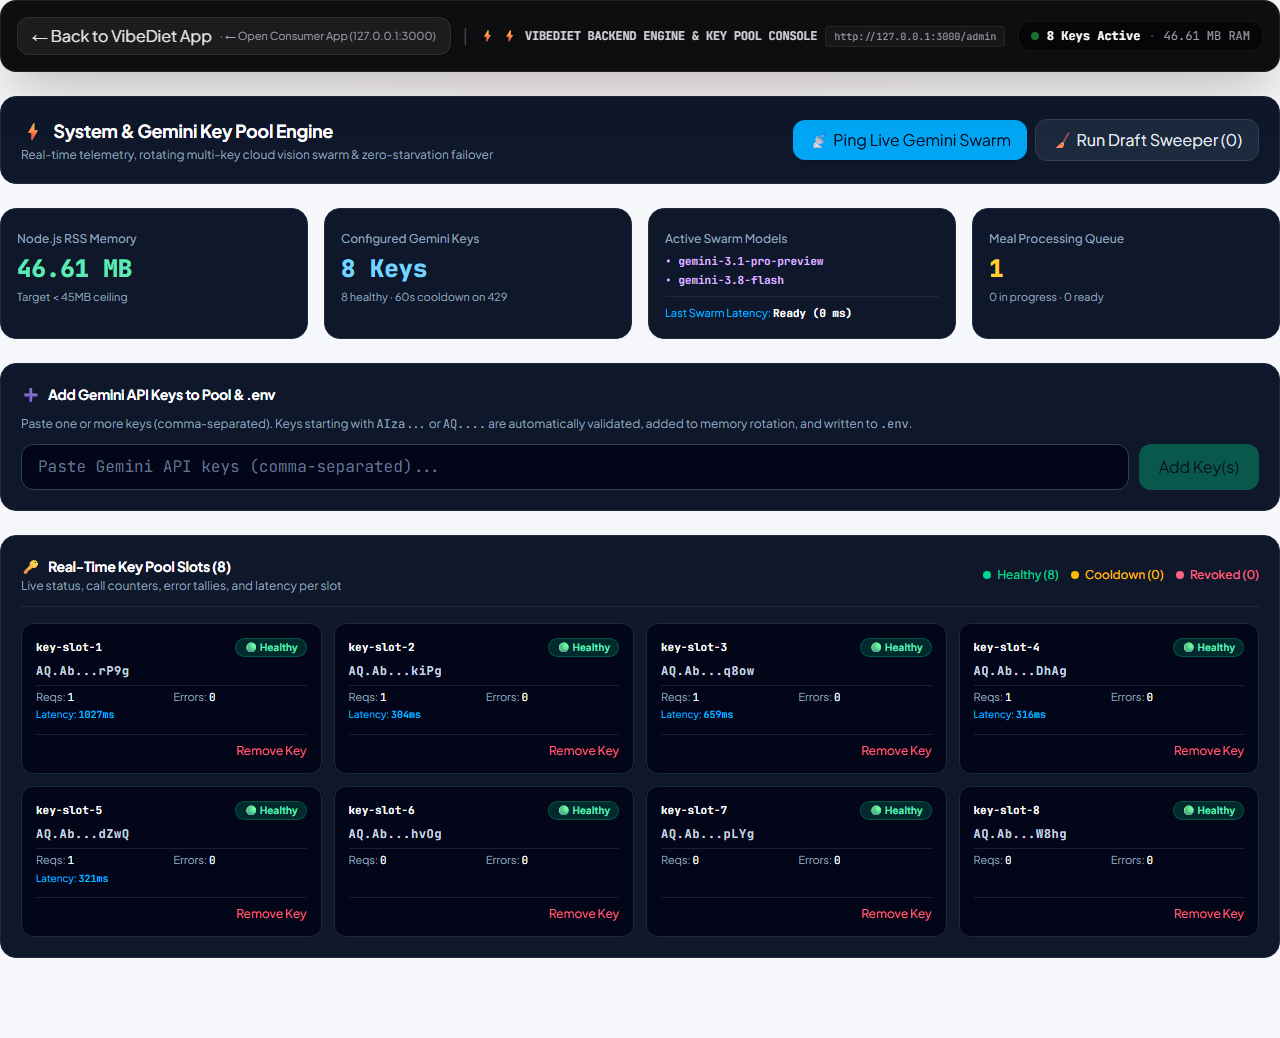 ← Back to VibeDiet App · ← Open Consumer App (127.0.0.1:3000) | VIBEDIET BACKEND ENGINE & KEY POOL CONSOLE http://127.0.0.1:3000/admin 8 Keys Active · 46.61 MB RAM
System & Gemini Key Pool Engine
Real-time telemetry, rotating multi-key cloud vision swarm & zero-starvation failover
Ping Live Gemini Swarm
Run Draft Sweeper (0)
Node.js RSS Memory
46.61 MB
Target < 45MB ceiling
Configured Gemini Keys
8 Keys
8 healthy · 60s cooldown on 429
Active Swarm Models
• gemini-3.1-pro-preview
• gemini-3.8-flash
Last Swarm Latency: Ready (0 ms)
Meal Processing Queue
1
0 in progress · 0 ready
Add Gemini API Keys to Pool & .env
Paste one or more keys (comma-separated). Keys starting with AIza... or AQ.... are automatically validated, added to memory rotation, and written to .env.
Paste Gemini API keys (comma-separated)...
Add Key(s)
Real-Time Key Pool Slots (8)
Live status, call counters, error tallies, and latency per slot
Healthy (8) Cooldown (0) Revoked (0)
key-slot-1 Healthy
AQ.Ab...rP9g
Reqs: 1 Errors: 0
Latency: 1027ms
Remove Key
key-slot-2 Healthy
AQ.Ab...kiPg
Reqs: 1 Errors: 0
Latency: 304ms
Remove Key
key-slot-3 Healthy
AQ.Ab...q8ow
Reqs: 1 Errors: 0
Latency: 659ms
Remove Key
key-slot-4 Healthy
AQ.Ab...DhAg
Reqs: 1 Errors: 0
Latency: 316ms
Remove Key
key-slot-5 Healthy
AQ.Ab...dZwQ
Reqs: 1 Errors: 0
Latency: 321ms
Remove Key
key-slot-6 Healthy
AQ.Ab...hvOg
Reqs: 0 Errors: 0
Remove Key
key-slot-7 Healthy
AQ.Ab...pLYg
Reqs: 0 Errors: 0
Remove Key
key-slot-8 Healthy
AQ.Ab...W8hg
Reqs: 0 Errors: 0
Remove Key